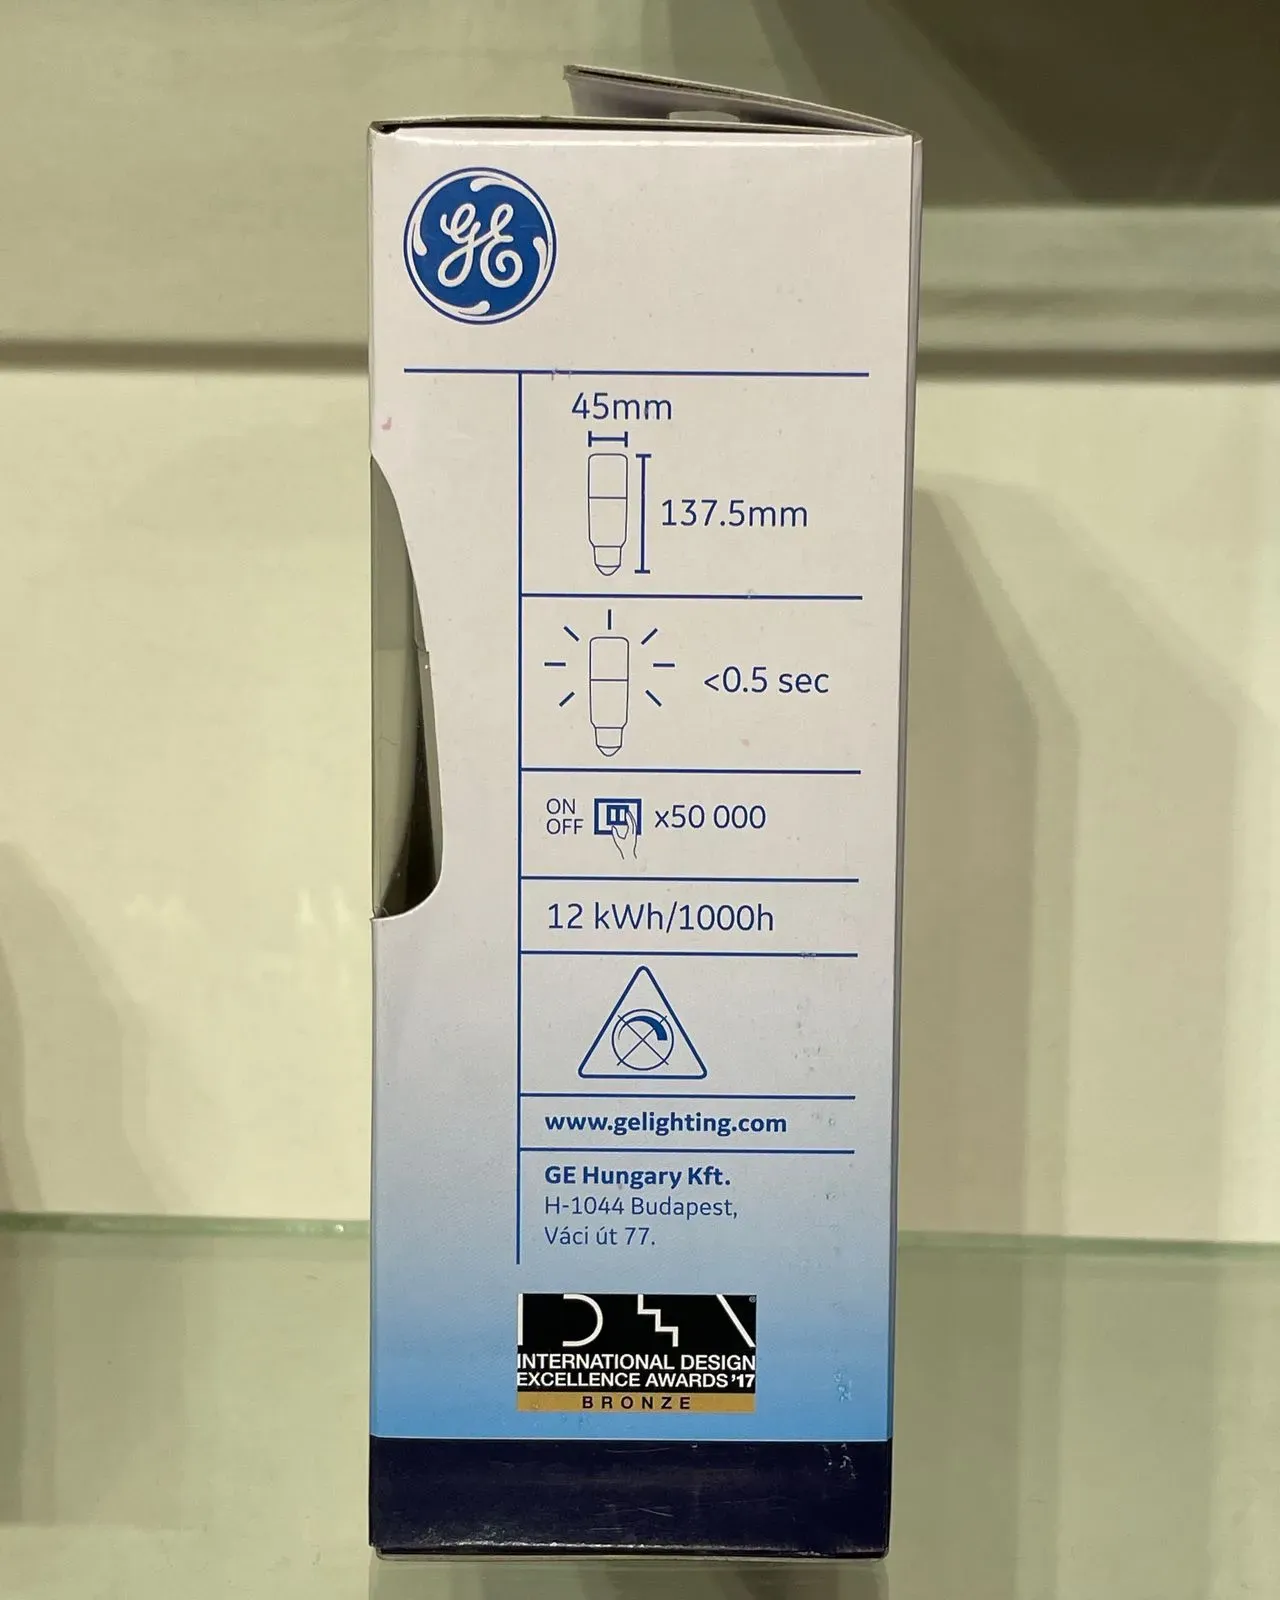 GE
45mm
137.5mm
<0.5 sec
ON
OFF
x50 000
12 kWh/1000h
www.gelighting.com
GE Hungary Kft.
H-1044 Budapest,
Váci út 77.
IDEA®
INTERNATIONAL DESIGN
EXCELLENCE AWARDS '17
BRONZE